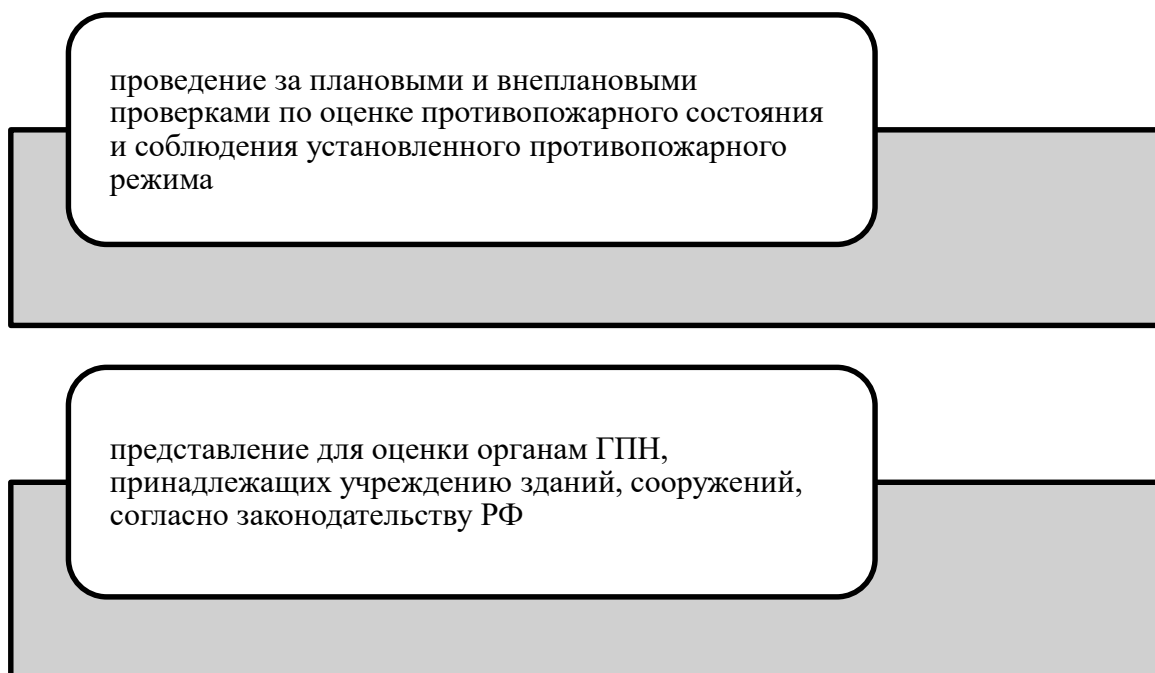 проведение за плановыми и внеплановыми
проверками по оценке противопожарного состояния
и соблюдения установленного противопожарного
режима
представление для оценки органам ГПН,
принадлежащих учреждению зданий, сооружений,
согласно законодательству РФ